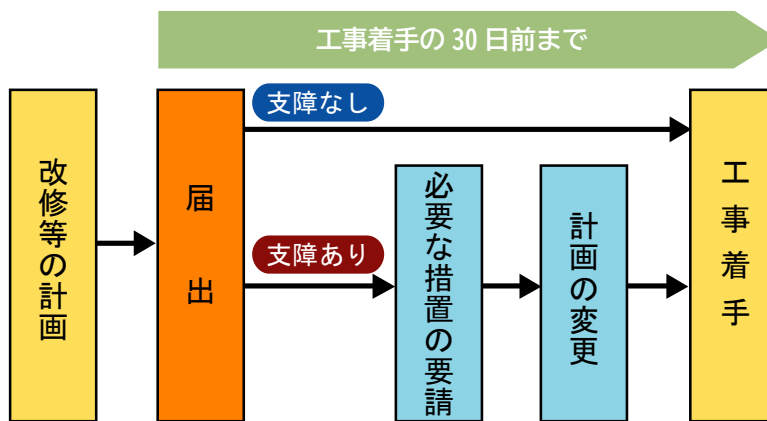 工事着手の30日前まで
改修等の計画
届出
支障なし
支障あり
必要な措置の要請
計画の変更
工事着手